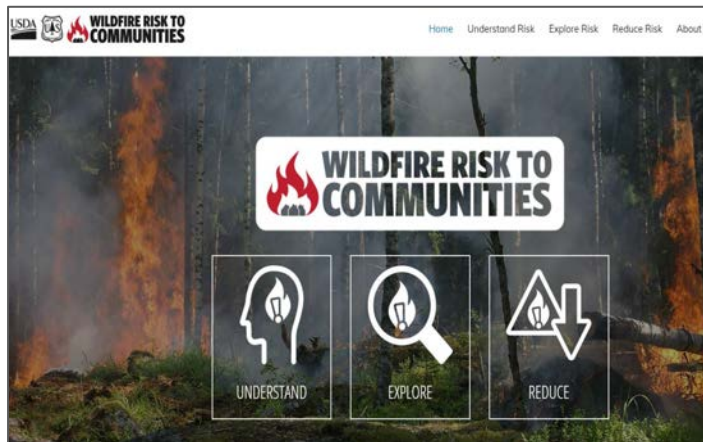 USDA WILDFIRE RISK TO
COMMUNITIES
Home Understand Risk Explore Risk Reduce Risk About
WILDFIRE RISK TO
COMMUNITIES
UNDERSTAND EXPLORE REDUCE